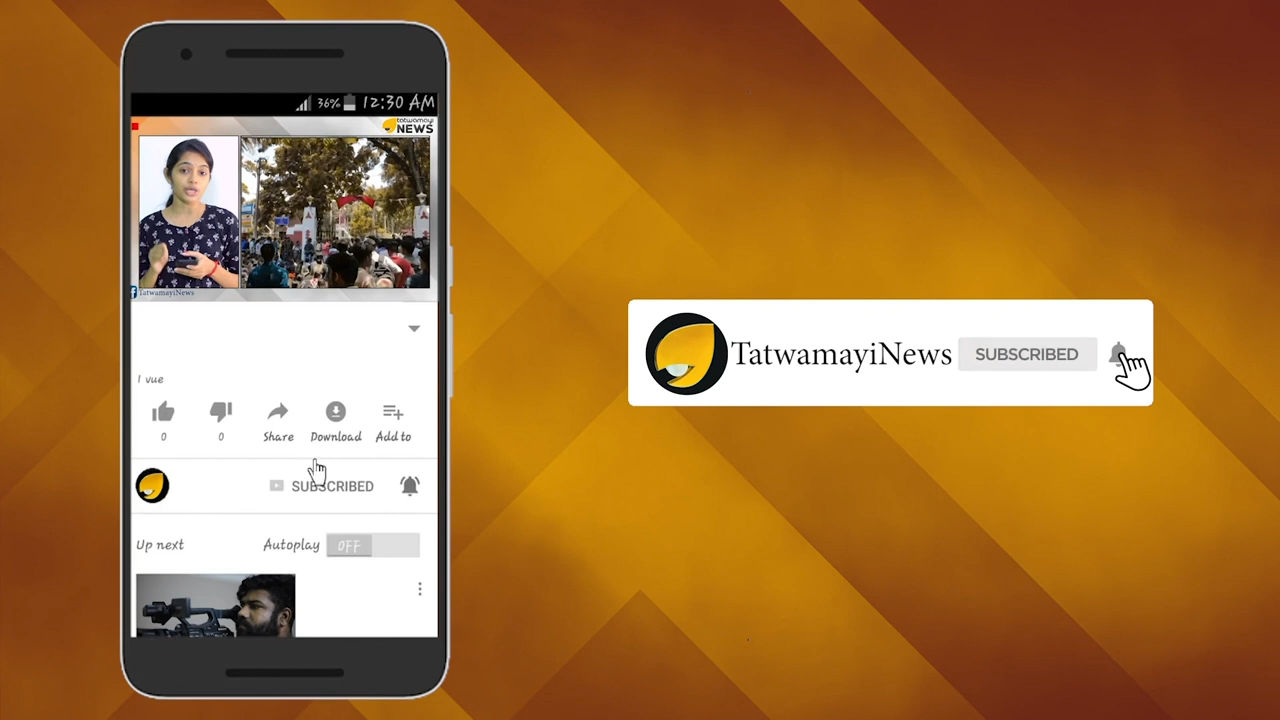 36% 12:30 AM
tatwamayi
NEWS
TatwamayiNews
1 vue
0 0 Share Download Add to
SUBSCRIBED
Up next Autoplay OFF
TatwamayiNews SUBSCRIBED